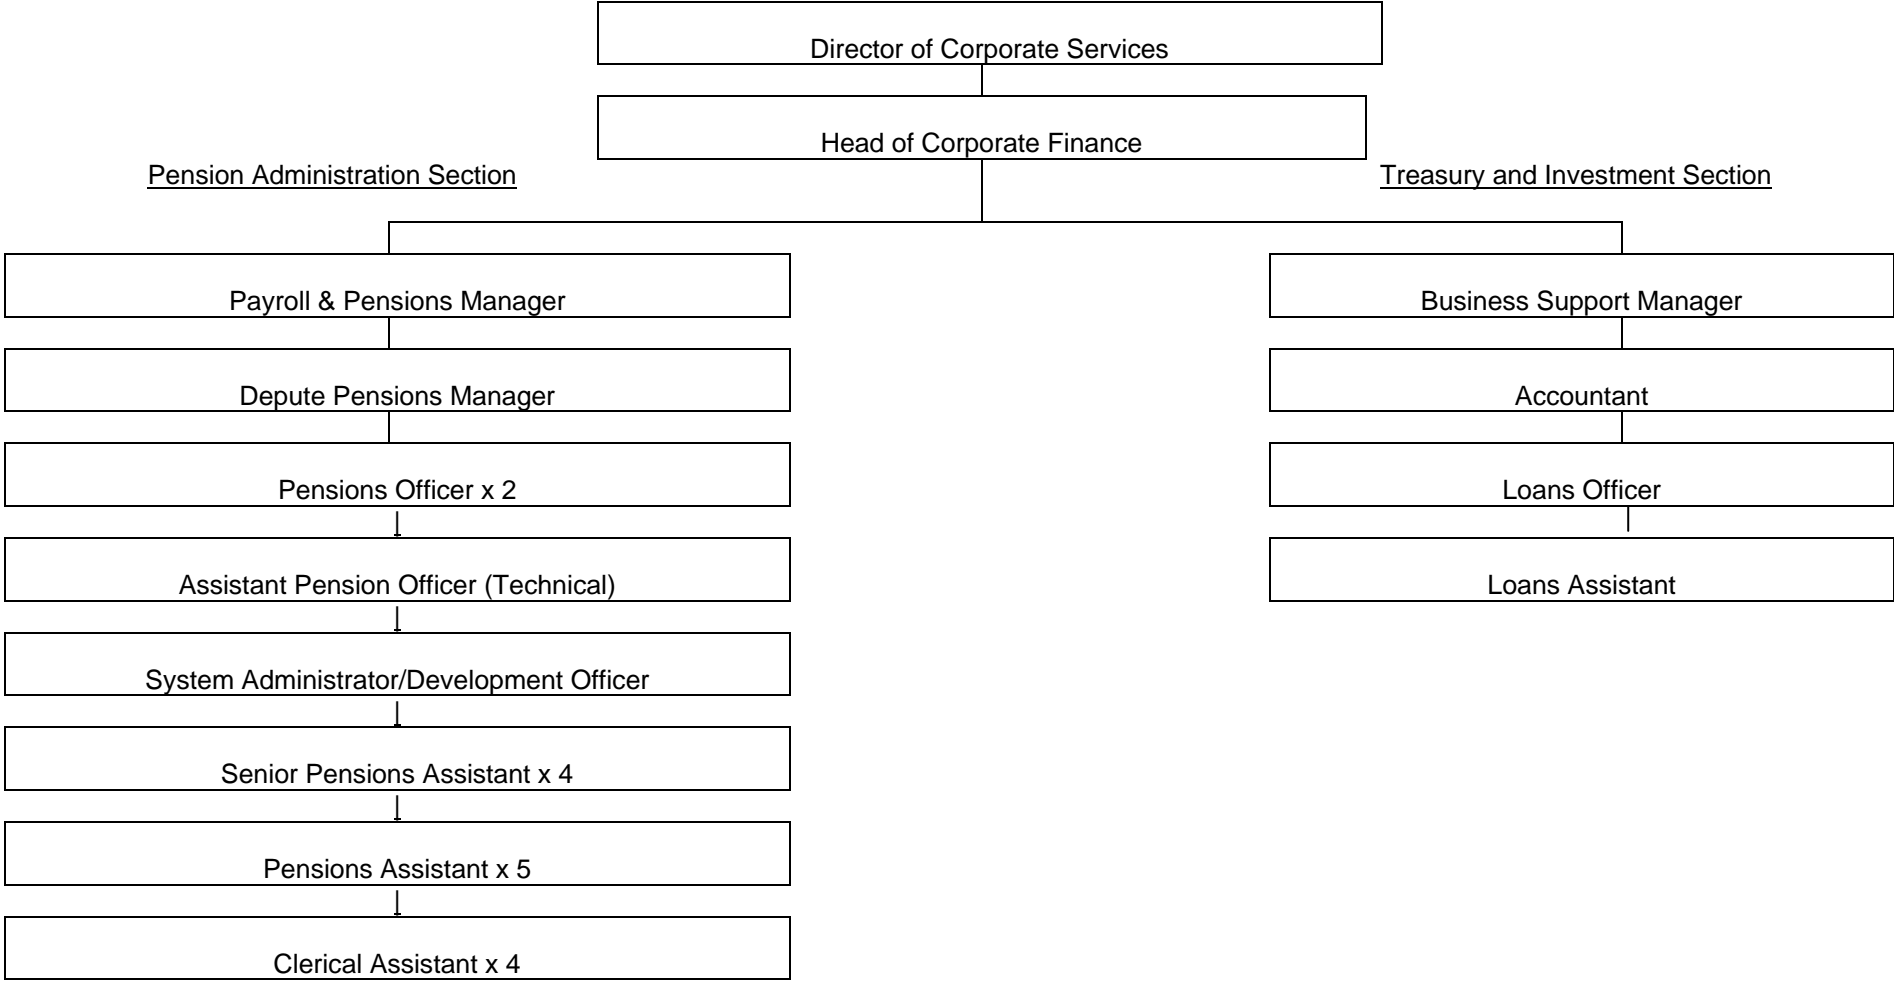 Director of Corporate Services
Head of Corporate Finance
Pension Administration Section
Treasury and Investment Section
Payroll & Pensions Manager
Business Support Manager
Depute Pensions Manager
Accountant
Pensions Officer x 2
Loans Officer
Assistant Pension Officer (Technical)
Loans Assistant
System Administrator/Development Officer
Senior Pensions Assistant x 4
Pensions Assistant x 5
Clerical Assistant x 4